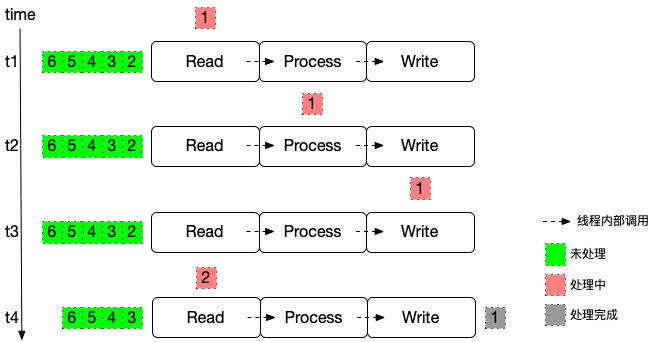 time
1
t1 6 5 4 3 2 Read Process Write
1
t2 6 5 4 3 2 Read Process Write
1
t3 6 5 4 3 2 Read Process Write
2
t4 6 5 4 3 Read Process Write 1
线程内部调用
未处理
处理中
处理完成